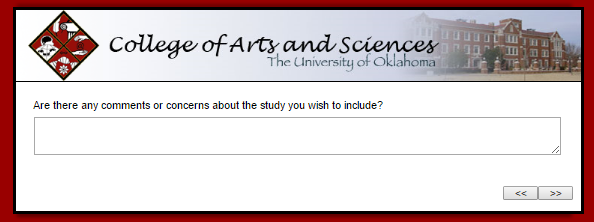 College of Arts and Sciences
The University of Oklahoma
Are there any comments or concerns about the study you wish to include?
<< >>